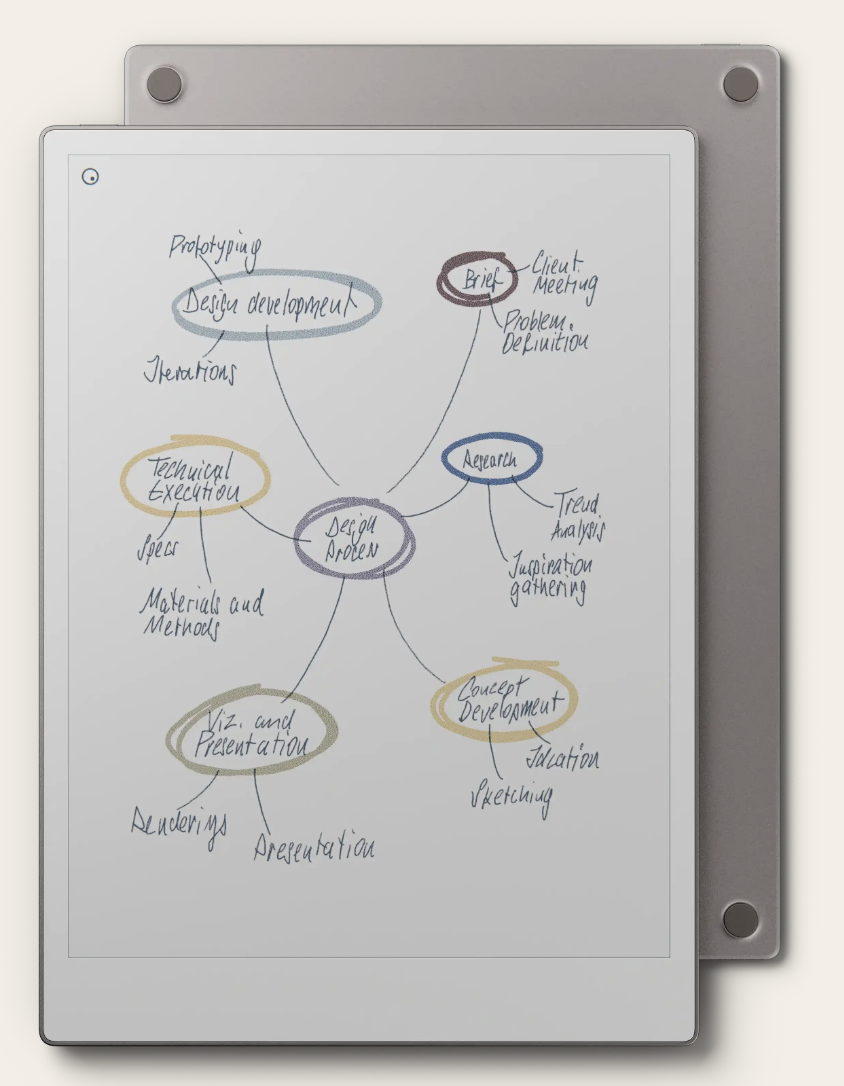 Prototyping
Design development
Iterations
Brief
Client
Meeting
Problem
Definition
Technical
Execution
Specs
Materials and
Methods
Research
Trend
Analysis
Inspiration
gathering
Design
Process
Viz. and
Presentation
Renderings
Presentation
Concept
Development
Ideation
Sketching